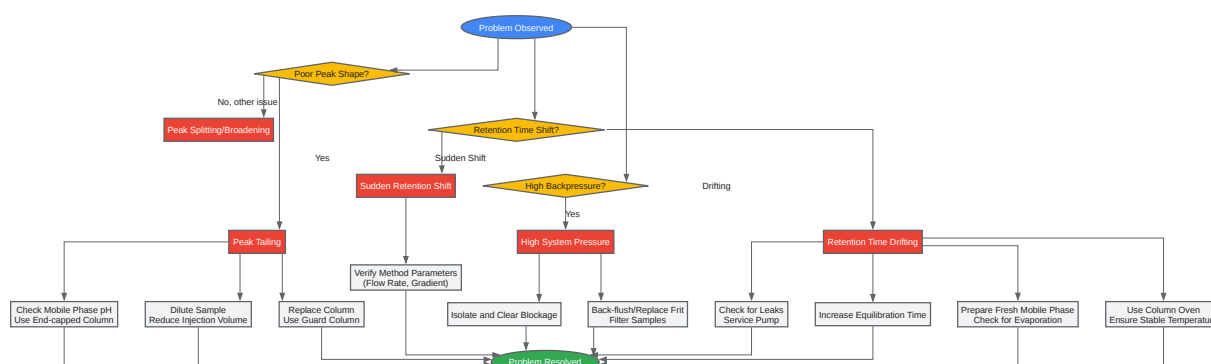 Problem Observed
Poor Peak Shape?
No, other issue
Peak Splitting/Broadening
Retention Time Shift?
Yes
Sudden Shift
Sudden Retention Shift
High Backpressure?
Drifting
Yes
Peak Tailing
High System Pressure
Retention Time Drifting
Verify Method Parameters
(Flow Rate, Gradient)
Check Mobile Phase pH
Use End-capped Column
Dilute Sample
Reduce Injection Volume
Replace Column
Use Guard Column
Isolate and Clear Blockage
Back-flush/Replace Frit
Filter Samples
Check for Leaks
Service Pump
Increase Equilibration Time
Prepare Fresh Mobile Phase
Check for Evaporation
Use Column Oven
Ensure Stable Temperatur
Problem Resolved